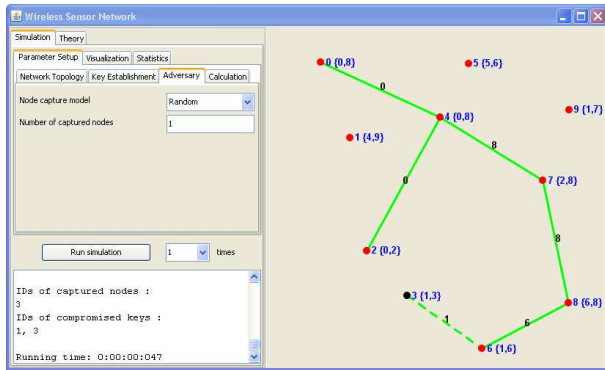 Wireless Sensor Network
Simulation Theory
Parameter Setup Visualization Statistics
Network Topology Key Establishment Adversary Calculation
Node capture model Random
Number of captured nodes 1
Run simulation 1 times
IDs of captured nodes :
3
IDs of compromised keys :
1, 3
Running time: 0:00:00:047
0 {0,8}
5 {5,6}
0
9 {1,7}
4 {0,8}
1 {4,9}
8
0
7 {2,8}
8
2 {0,2}
3 {1,3}
8 {6,8}
1
6
6 {1,6}